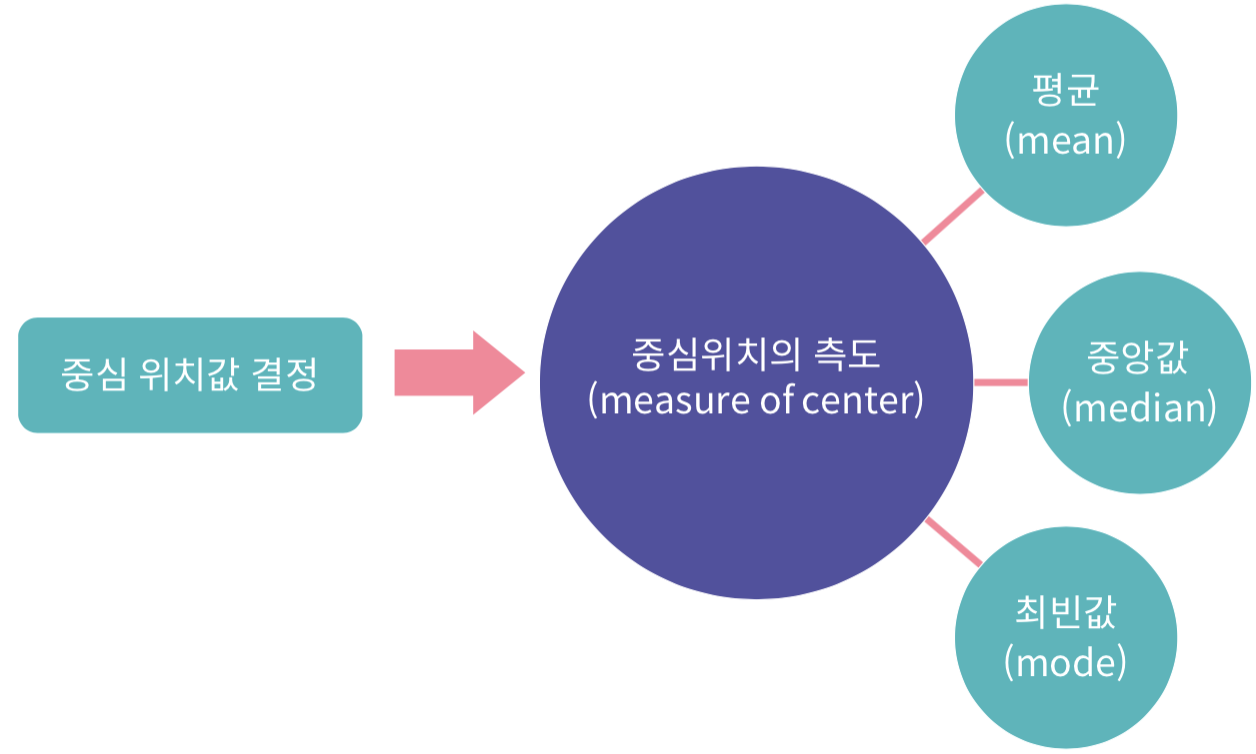 중심 위치값 결정
중심위치의 측도
(measure of center)
평균
(mean)
중앙값
(median)
최빈값
(mode)